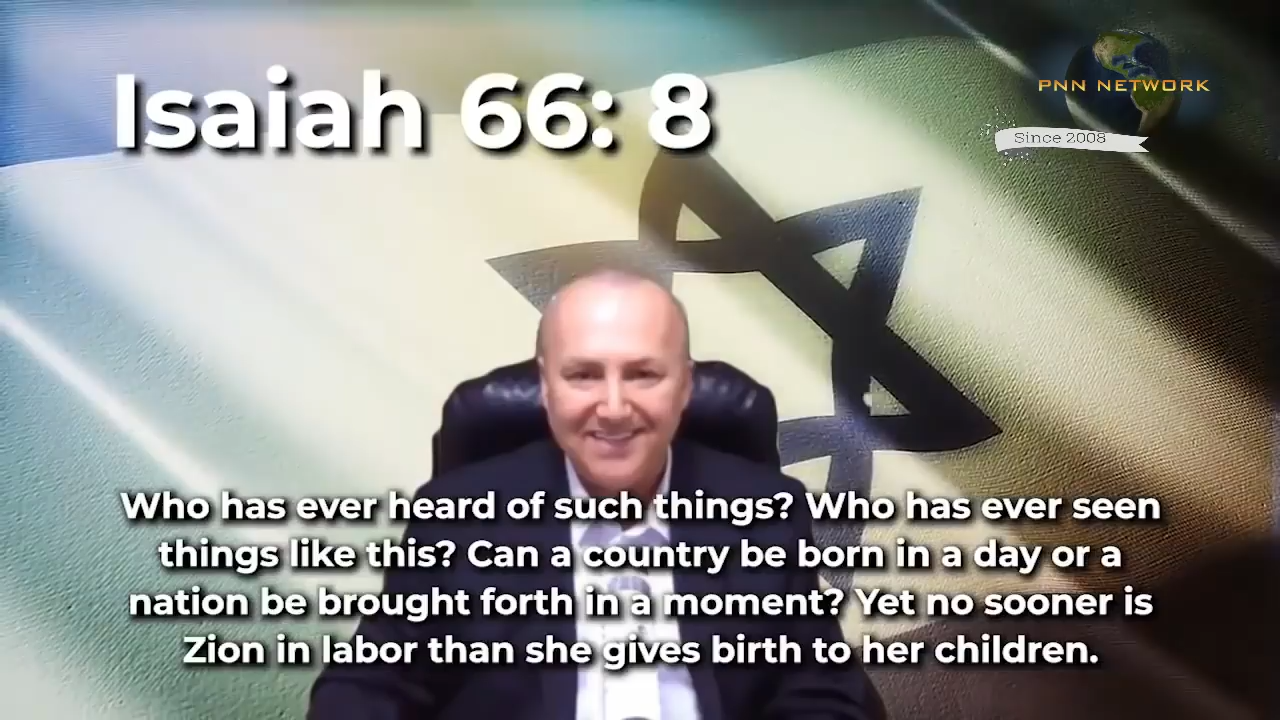 Isaiah 66: 8
PNN NETWORK
Since 2008
Who has ever heard of such things? Who has ever seen
things like this? Can a country be born in a day or a
nation be brought forth in a moment? Yet no sooner is
Zion in labor than she gives birth to her children.